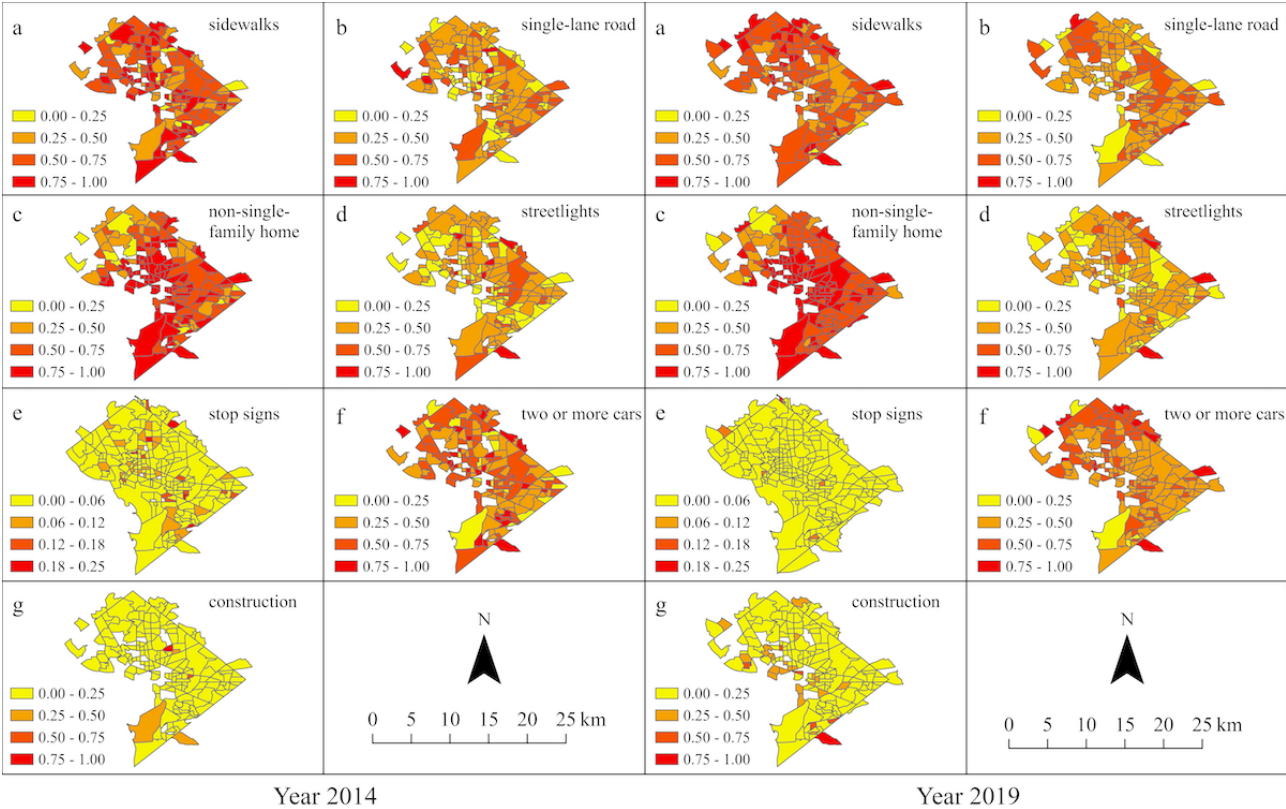 a
sidewalks
0.00 - 0.25
0.25 - 0.50
0.50 - 0.75
0.75 - 1.00
b
single-lane road
0.00 - 0.25
0.25 - 0.50
0.50 - 0.75
0.75 - 1.00
a
sidewalks
0.00 - 0.25
0.25 - 0.50
0.50 - 0.75
0.75 - 1.00
b
single-lane road
0.00 - 0.25
0.25 - 0.50
0.50 - 0.75
0.75 - 1.00
c
non-single-
family home
0.00 - 0.25
0.25 - 0.50
0.50 - 0.75
0.75 - 1.00
d
streetlights
0.00 - 0.25
0.25 - 0.50
0.50 - 0.75
0.75 - 1.00
c
non-single-
family home
0.00 - 0.25
0.25 - 0.50
0.50 - 0.75
0.75 - 1.00
d
streetlights
0.00 - 0.25
0.25 - 0.50
0.50 - 0.75
0.75 - 1.00
e
stop signs
0.00 - 0.06
0.06 - 0.12
0.12 - 0.18
0.18 - 0.25
f
two or more cars
0.00 - 0.25
0.25 - 0.50
0.50 - 0.75
0.75 - 1.00
e
stop signs
0.00 - 0.06
0.06 - 0.12
0.12 - 0.18
0.18 - 0.25
f
two or more cars
0.00 - 0.25
0.25 - 0.50
0.50 - 0.75
0.75 - 1.00
g
construction
0.00 - 0.25
0.25 - 0.50
0.50 - 0.75
0.75 - 1.00
N
0 5 10 15 20 25 km
g
construction
0.00 - 0.25
0.25 - 0.50
0.50 - 0.75
0.75 - 1.00
N
0 5 10 15 20 25 km
Year 2014
Year 2019